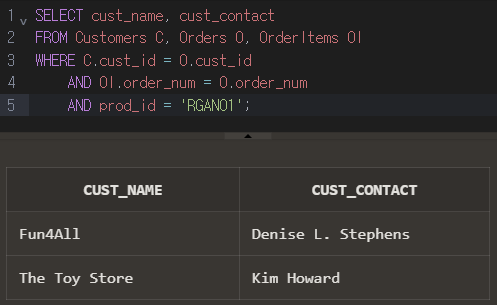 1 SELECT cust_name, cust_contact
2 FROM Customers C, Orders O, OrderItems OI
3 WHERE C.cust_id = O.cust_id
4 AND OI.order_num = O.order_num
5 AND prod_id = 'RGAN01';
CUST_NAME CUST_CONTACT
Fun4All Denise L. Stephens
The Toy Store Kim Howard